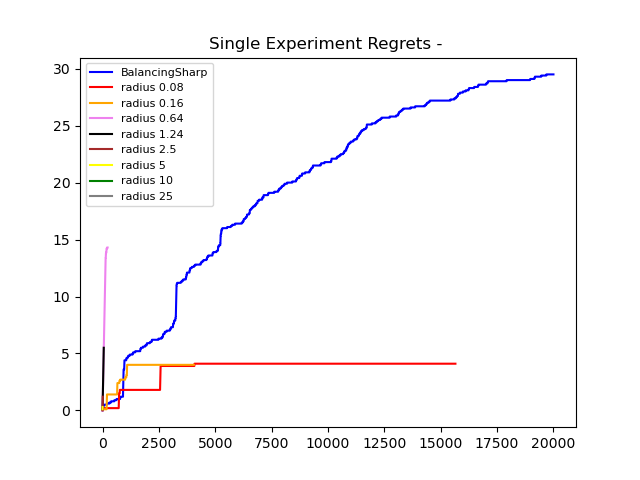 Single Experiment Regrets -
30
25
20
15
10
5
0
BalancingSharp
radius 0.08
radius 0.16
radius 0.64
radius 1.24
radius 2.5
radius 5
radius 10
radius 25
0 2500 5000 7500 10000 12500 15000 17500 20000